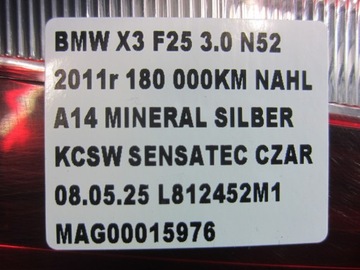 BMW X3 F25 3.0 N52
2011r 180 000KM NAHL
A14 MINERAL SILBER
KCSW SENSATEC CZAR
08.05.25 L812452M1
MAG00015976